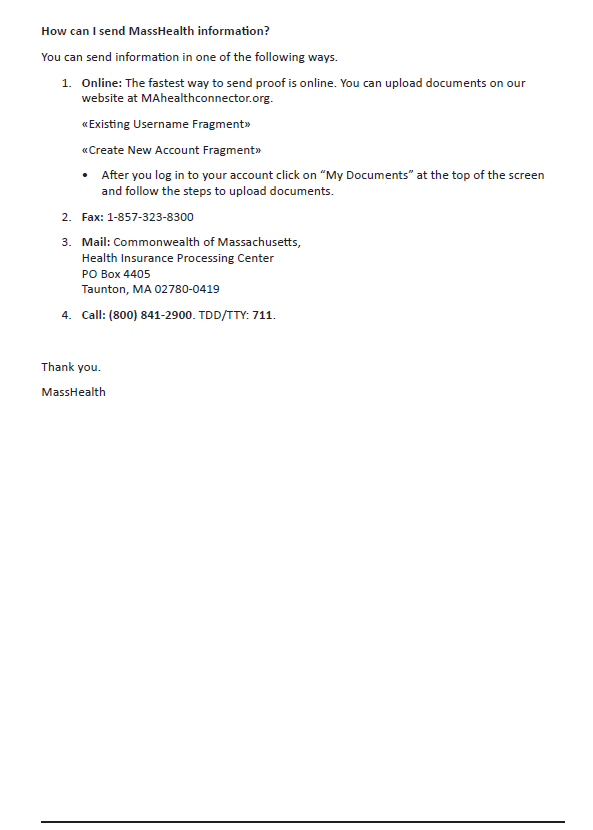 How can I send MassHealth information?
You can send information in one of the following ways.
1. Online: The fastest way to send proof is online. You can upload documents on our
website at MAhealthconnector.org.
«Existing Username Fragment»
«Create New Account Fragment»
• After you log in to your account click on “My Documents” at the top of the screen
and follow the steps to upload documents.
2. Fax: 1-857-323-8300
3. Mail: Commonwealth of Massachusetts,
Health Insurance Processing Center
PO Box 4405
Taunton, MA 02780-0419
4. Call: (800) 841-2900. TDD/TTY: 711.
Thank you.
MassHealth